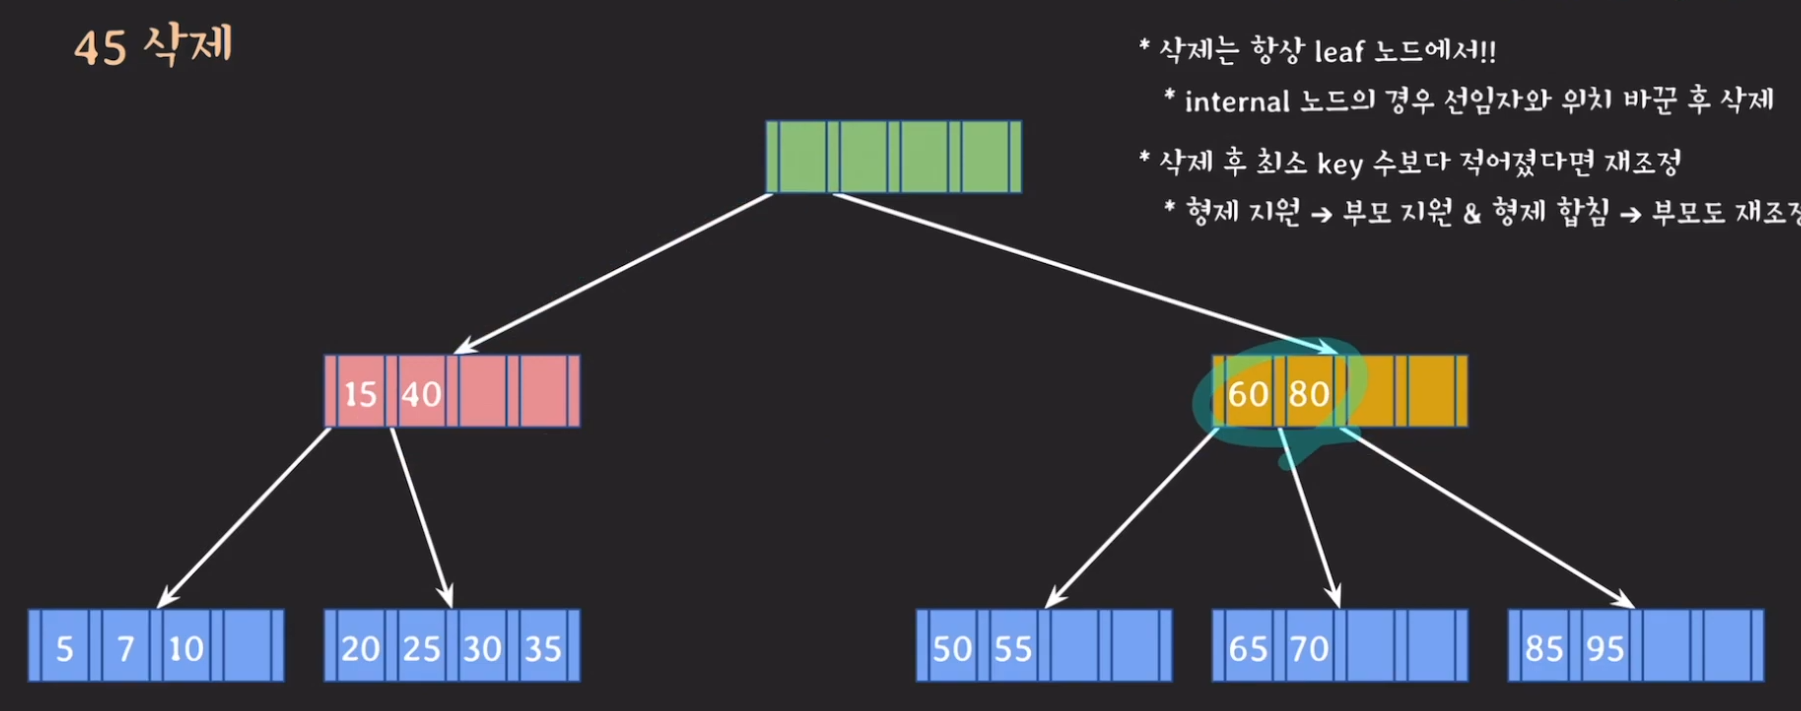 45 삭제
* 삭제는 항상 leaf 노드에서!!
* internal 노드의 경우 선임자와 위치 바꾼 후 삭제
* 삭제 후 최소 key 수보다 적어졌다면 재조정
* 형제 지원 → 부모 지원 & 형제 합침 → 부모도 재조정
15 40
60 80
5 7 10
20 25 30 35
50 55
65 70
85 95